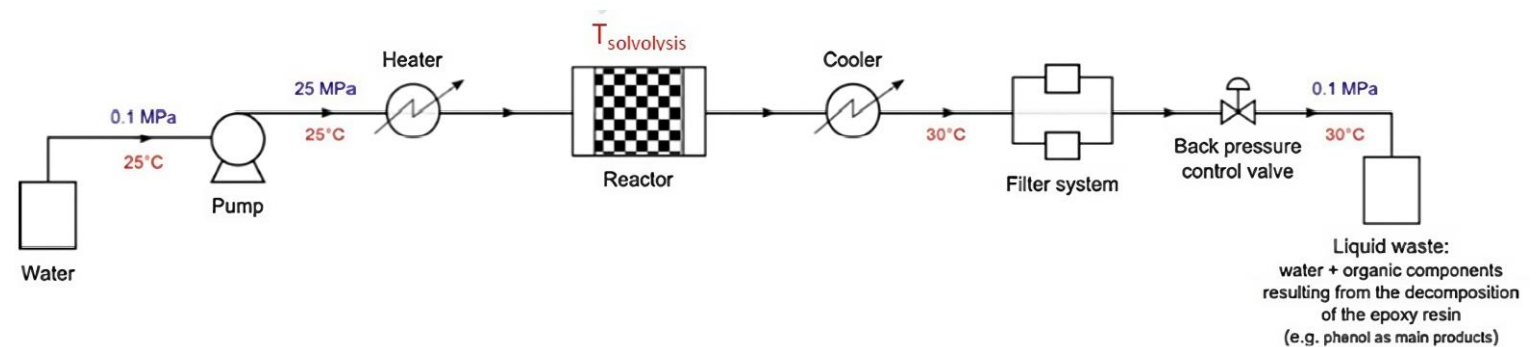 T solvolysis
Heater
Cooler
25 MPa
0.1 MPa
0.1 MPa
25°C
25°C
30°C
30°C
Pump
Reactor
Filter system
Back pressure
control valve
Water
Liquid waste:
water + organic components
resulting from the decomposition
of the epoxy resin
(e.g. phenol as main products)